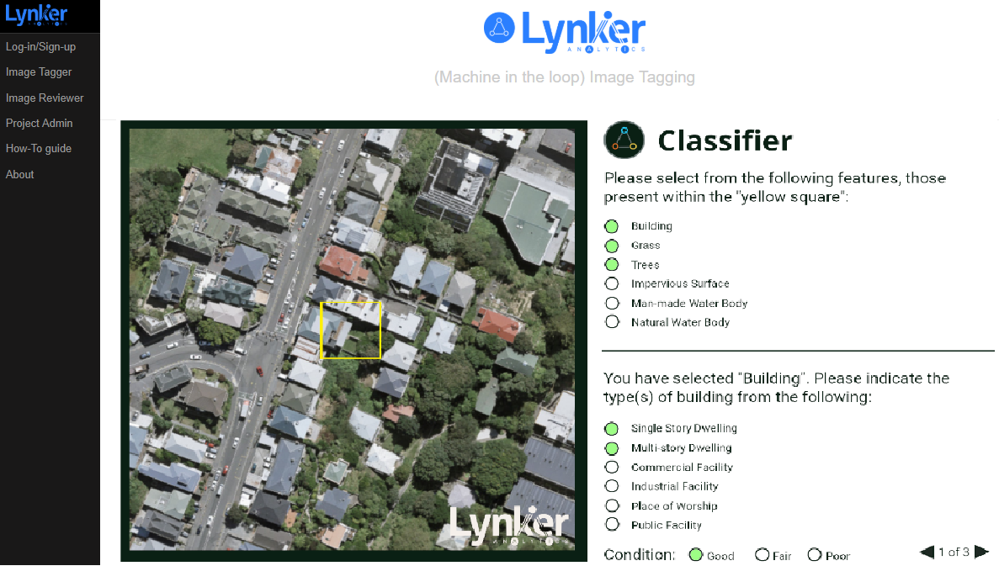 Lynker
ANALYTICS
Log-in/Sign-up
Image Tagger
Image Reviewer
Project Admin
How-To guide
About
Lynker
ANALYTICS
(Machine in the loop) Image Tagging
Lynker
ANALYTICS
Classifier
Please select from the following features, those
present within the "yellow square":
Building
Grass
Trees
Impervious Surface
Man-made Water Body
Natural Water Body
You have selected "Building". Please indicate the
type(s) of building from the following:
Single Story Dwelling
Multi-story Dwelling
Commercial Facility
Industrial Facility
Place of Worship
Public Facility
Condition: Good Fair Poor
1 of 3